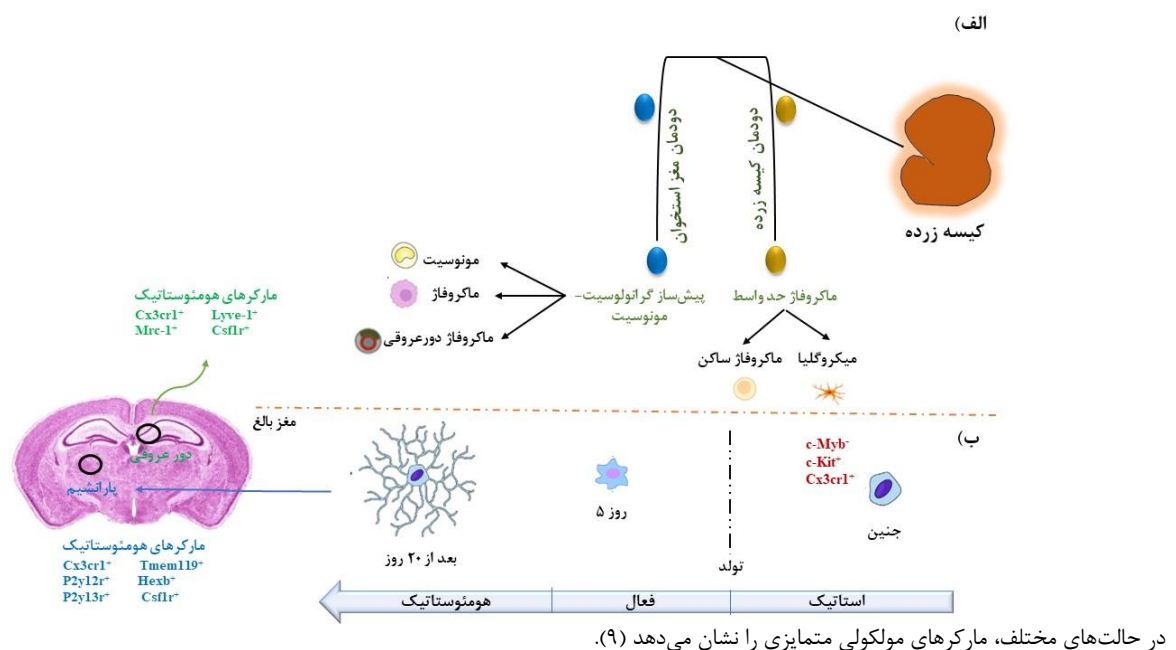 الف)
دودمان مغز استخوان
دودمان کیسه زرده
کیسه زرده
مونوسیت
ماکروفاژ
ماکروفاژ دورعروقی
پیش‌ساز گرانولوسیت-
مونوسیت
ماکروفاژ حد واسط
ماکروفاژ ساکن
میکروگلیا
مارکرهای هومئوستاتیک
Cx3cr1⁺ Lyve-1⁺
Mrc-1⁺ Csf1r⁺
ب)
مغز بالغ
دور عروقی
پارانشیم
c-Myb⁻
c-Kit⁺
Cx3cr1⁺
جنین
روز ۵
بعد از ۲۰ روز
تولد
مارکرهای هومئوستاتیک
Cx3cr1⁺ Tmem119⁺
P2y12r⁺ Hexb⁺
P2y13r⁺ Csf1r⁺
استاتیک
فعال
هومئوستاتیک
در حالت‌های مختلف، مارکرهای مولکولی متمایزی را نشان می‌دهد (۹).